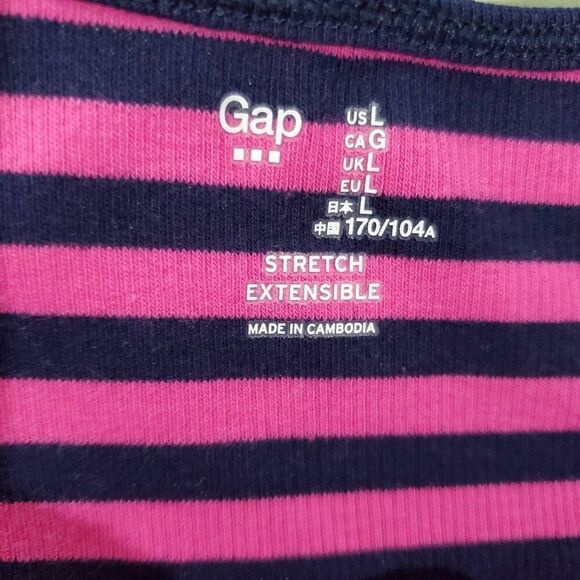 Gap
US L
CA G
UK L
EU L
日本 L
中国 170/104A
STRETCH
EXTENSIBLE
MADE IN CAMBODIA